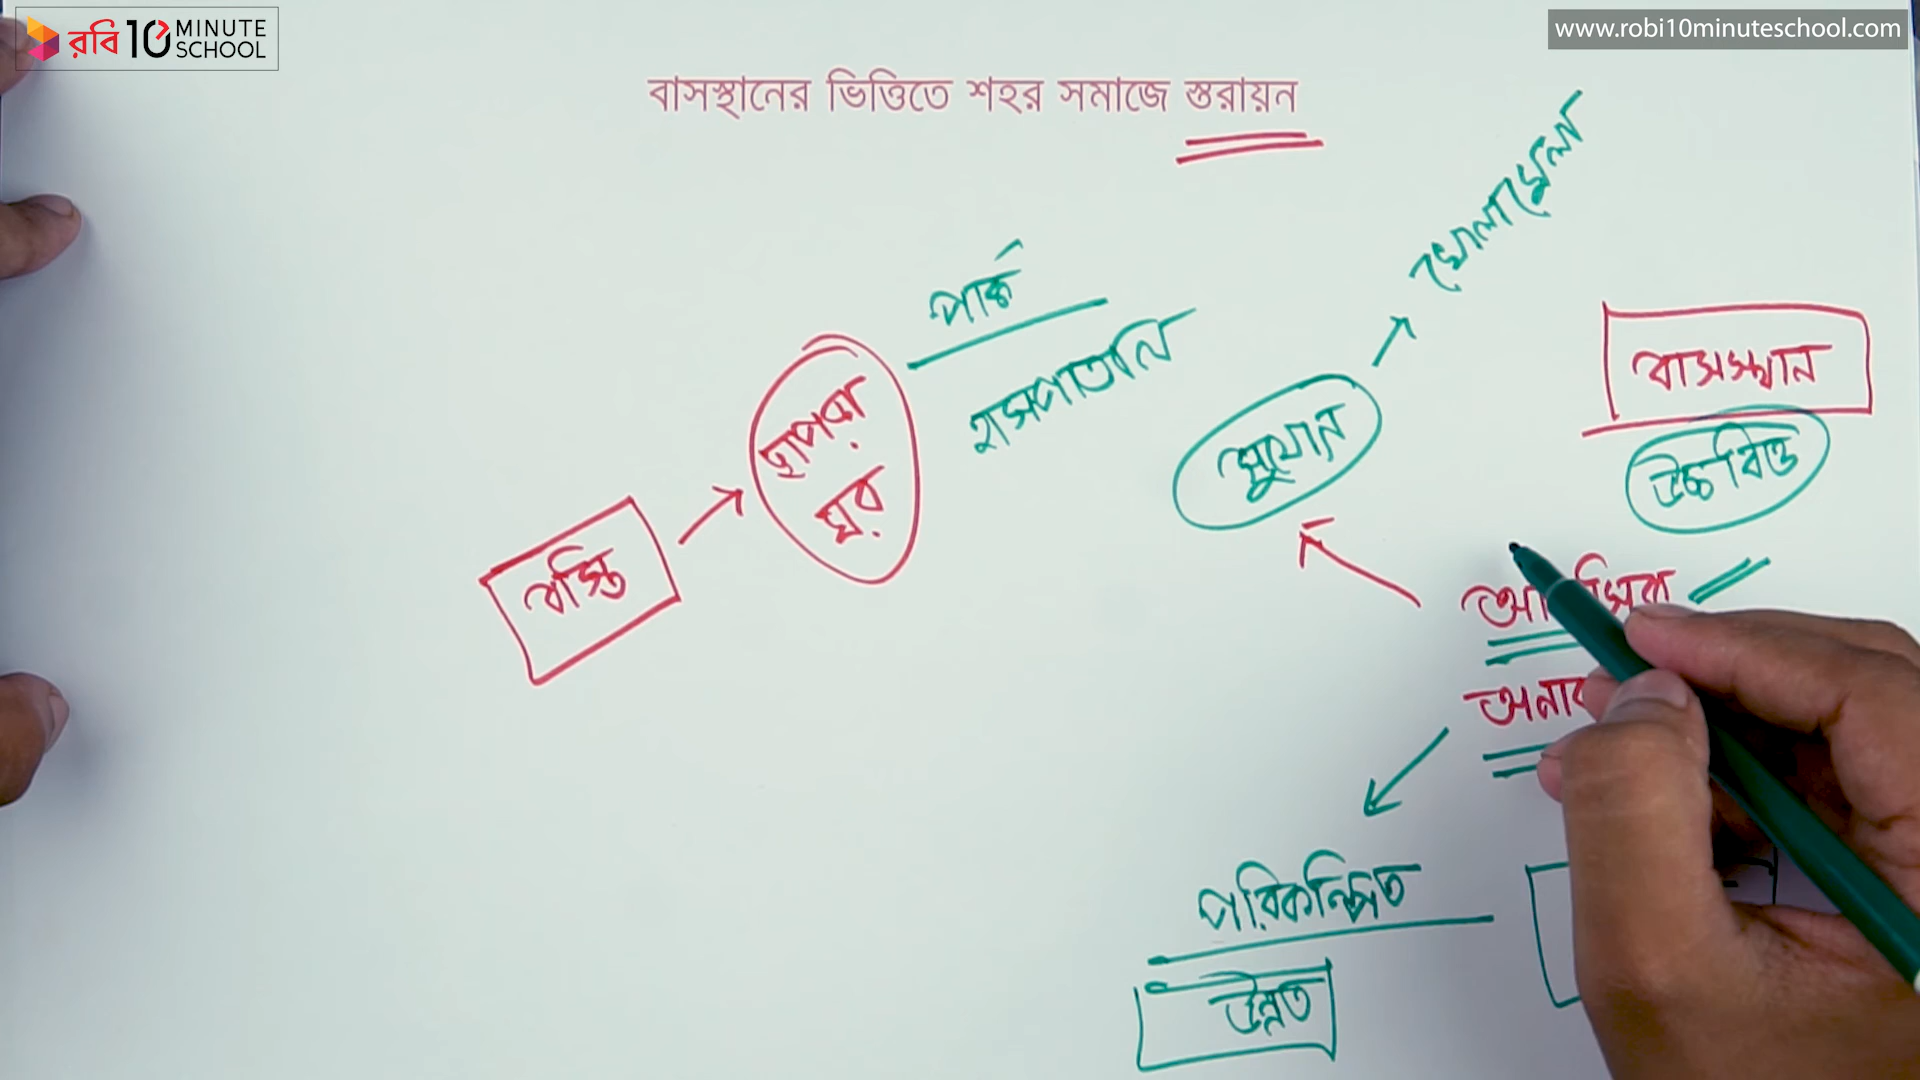 রবি 10 MINUTE SCHOOL
www.robi10minuteschool.com
বাসস্থানের ভিত্তিতে শহর সমাজে স্তরায়ন
খোলামেলা
পার্ক
হাসপাতাল
বাসস্থান
উচ্চবিত্ত
ছাপরা
ঘর
বস্তি
পরিকল্পিত
উন্নত